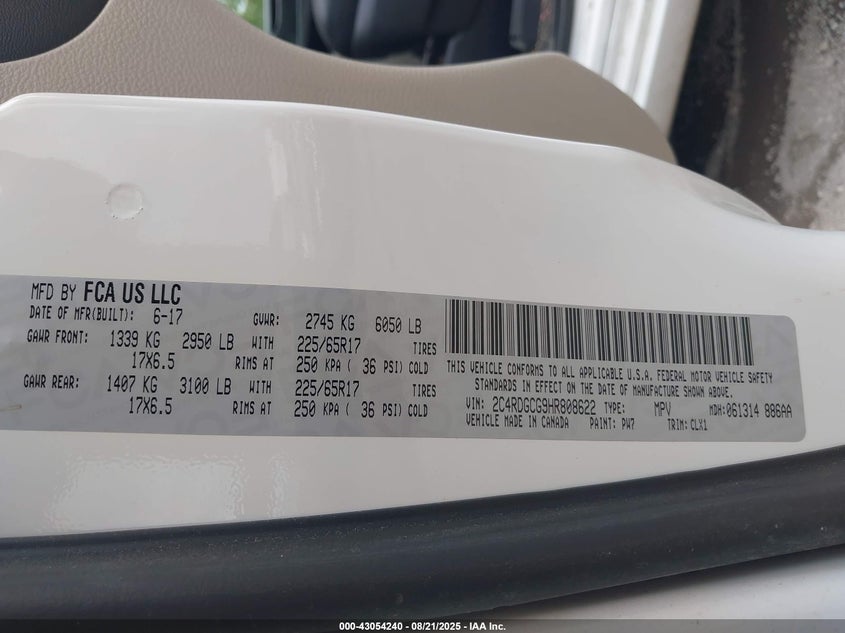 MFD BY FCA US LLC
DATE OF MFR(BUILT): 6-17 GVWR: 2745 KG 6050 LB
GAWR FRONT: 1339 KG 2950 LB WITH 225/65R17 TIRES
17X6.5 RIMS AT 250 KPA ( 36 PSI) COLD
GAWR REAR: 1407 KG 3100 LB WITH 225/65R17 TIRES
17X6.5 RIMS AT 250 KPA ( 36 PSI) COLD
THIS VEHICLE CONFORMS TO ALL APPLICABLE U.S.A. FEDERAL MOTOR VEHICLE SAFETY
STANDARDS IN EFFECT ON THE DATE OF MANUFACTURE SHOWN ABOVE.
VIN: 2C4RDGCG9HR808622 TYPE: MPV MDH: 061314 886AA
VEHICLE MADE IN CANADA PAINT: PW7 TRIM: CLX1
000-43054240 - 08/21/2025 - IAA Inc.